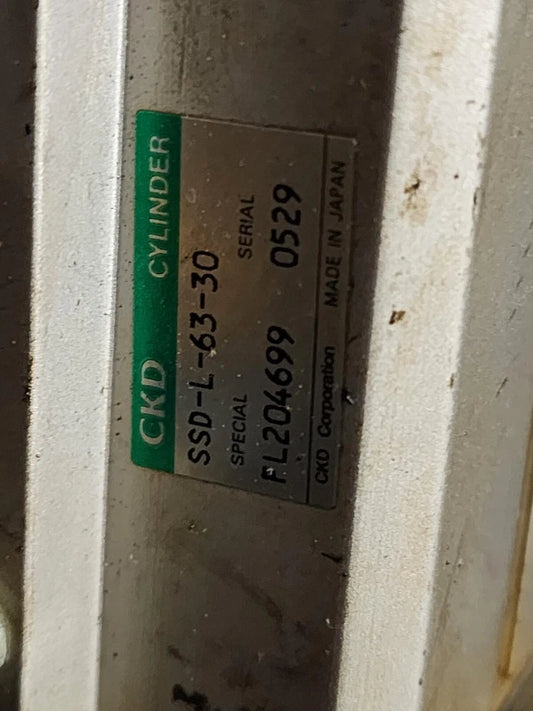 CKD CYLINDER
SSD-L-63-30
SPECIAL SERIAL
FL204699 0529
CKD Corporation MADE IN JAPAN